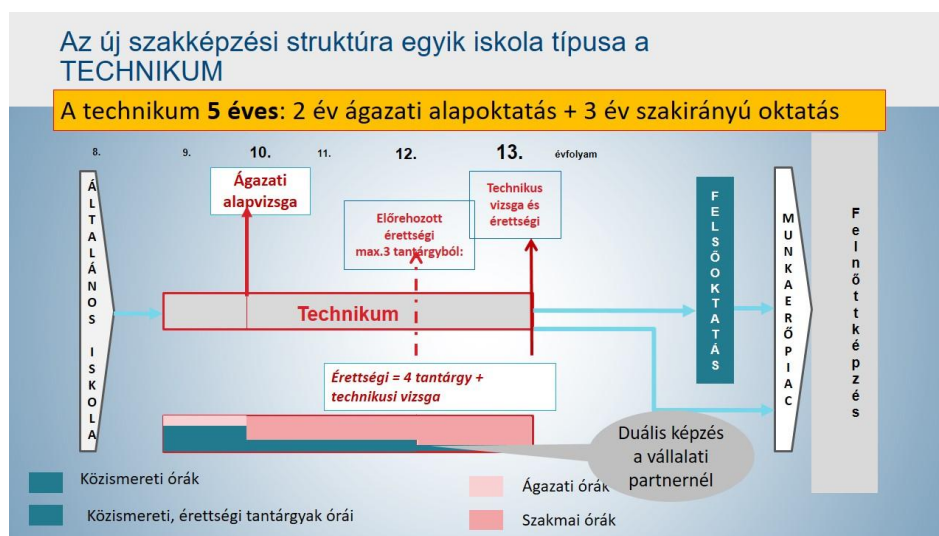 Az új szakképzési struktúra egyik iskola típusa a
TECHNIKUM
A technikum 5 éves: 2 év ágazati alapoktatás + 3 év szakirányú oktatás
8. 9. 10. 11. 12. 13. évfolyam
ÁLTALÁNOS ISKOLA
Ágazati
alapvizsga
Előrehozott
érettségi
max.3 tantárgyból:
Technikus
vizsga és
érettségi
Technikum
Érettségi = 4 tantárgy +
technikusi vizsga
FELSŐOKTATÁS
MUNKAERŐPIAC
Felnőttképzés
Duális képzés
a vállalati
partnernél
Közismereti órák
Közismereti, érettségi tantárgyak órái
Ágazati órák
Szakmai órák